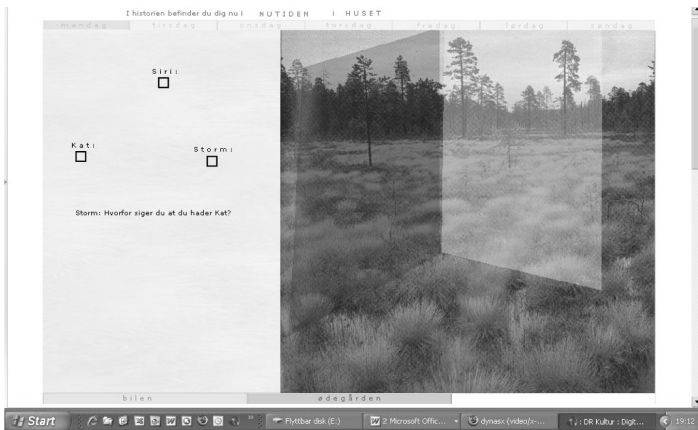 I historien befinder du dig nu i NUTIDEN i HUSET
mandag tirsdag onsdag torsdag fredag lørdag søndag
Siri:
Kat:
Storm:
Storm: Hvorfor siger du at du hader Kat?
bilen ødegården
Start » Flyttbar disk (E:) 2 Microsoft Offic... dynasx (video/x-... : DR Kultur : Digit... 19:12